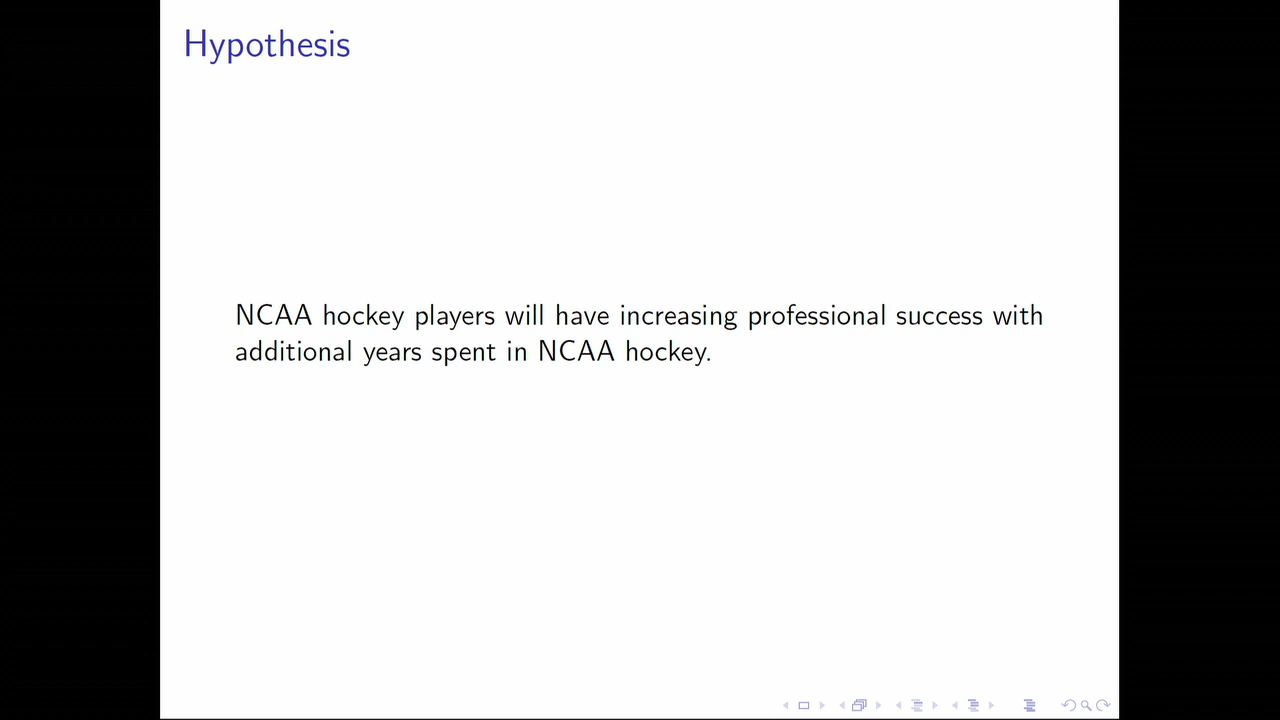 Hypothesis
NCAA hockey players will have increasing professional success with
additional years spent in NCAA hockey.